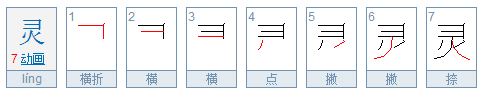 灵 1 2 3 4 5 6 7
7 动画
líng 横折 横 横 点 撇 撇 捺